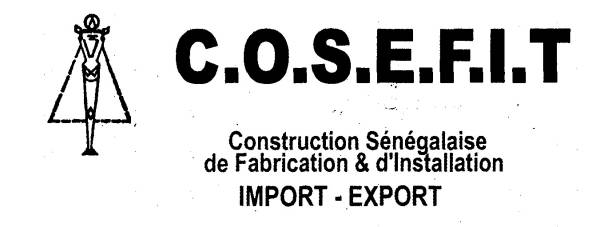 C.O.S.E.F.I.T
Construction Sénégalaise
de Fabrication & d'Installation
IMPORT - EXPORT